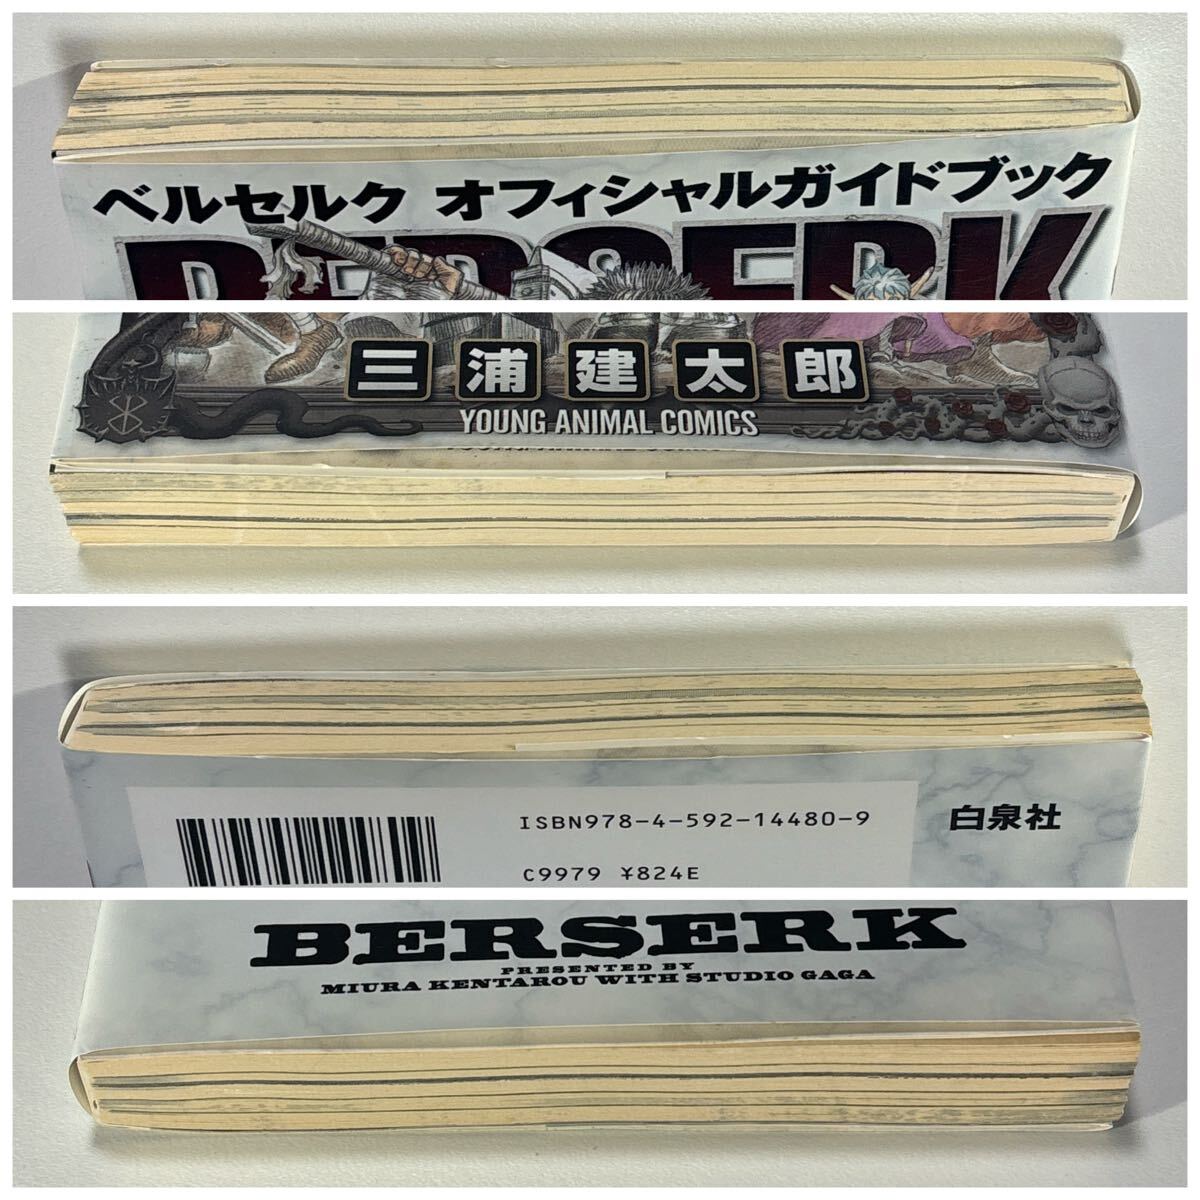 ベルセルク オフィシャルガイドブック
BERSERK
三浦建太郎
YOUNG ANIMAL COMICS
ISBN978-4-592-14480-9
白泉社
C9979 ¥824E
BERSERK
PRESENTED BY
MIURA KENTAROU WITH STUDIO GAGA